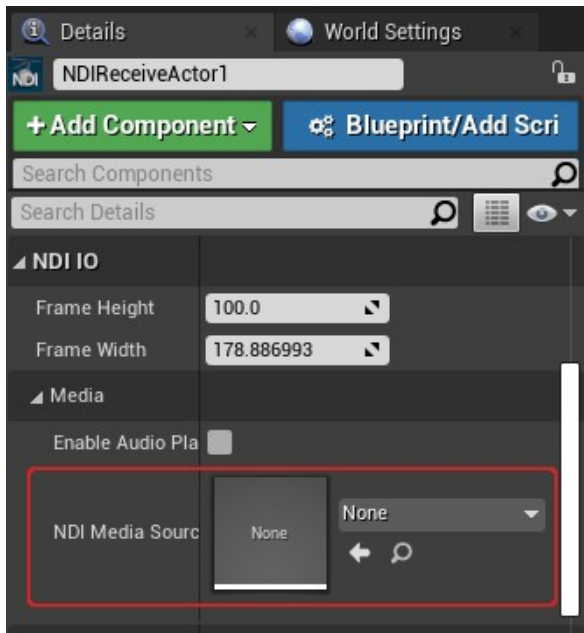 Details
World Settings
NDI
NDIReceiveActor1
+ Add Component
Blueprint/Add Scri
Search Components
Search Details
NDI IO
Frame Height
100.0
Frame Width
178.886993
Media
Enable Audio Pla
NDI Media Sourc
None
None